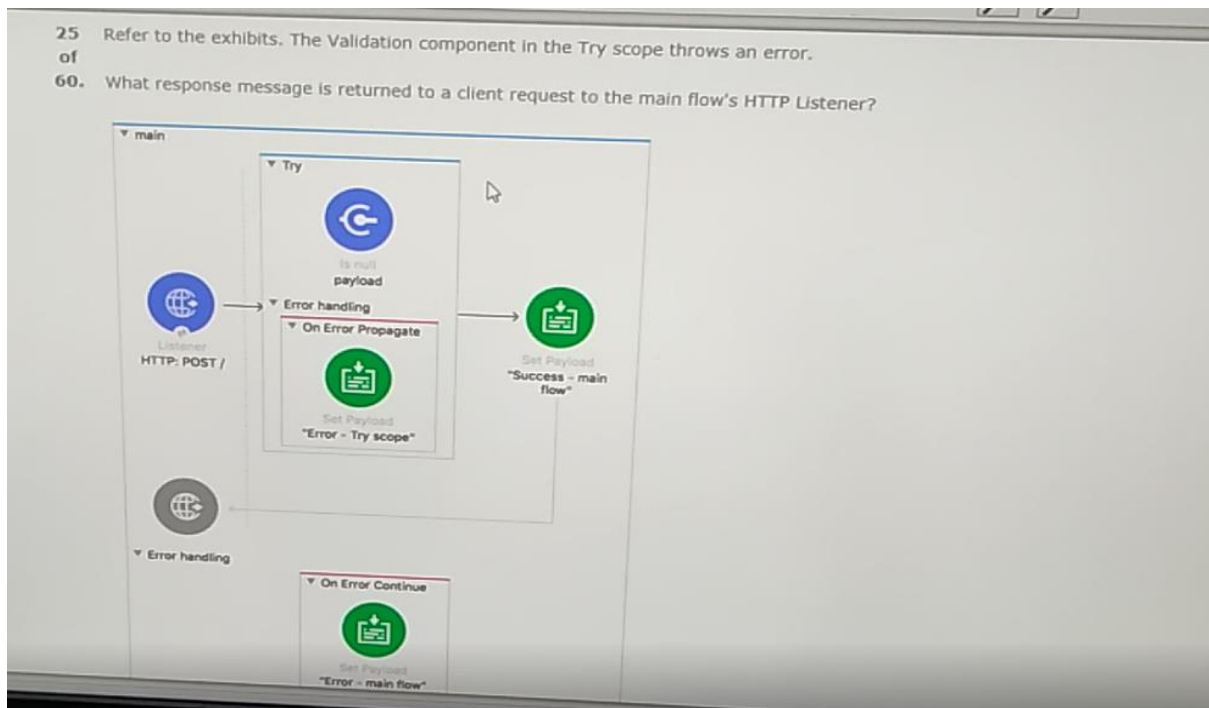 25 Refer to the exhibits. The Validation component in the Try scope throws an error.
of
60. What response message is returned to a client request to the main flow's HTTP Listener?
main
Try
Is null
payload
Error handling
On Error Propagate
Listener
HTTP: POST /
Set Payload
"Success - main
flow"
Set Payload
"Error - Try scope"
Error handling
On Error Continue
Set Payload
"Error - main flow"